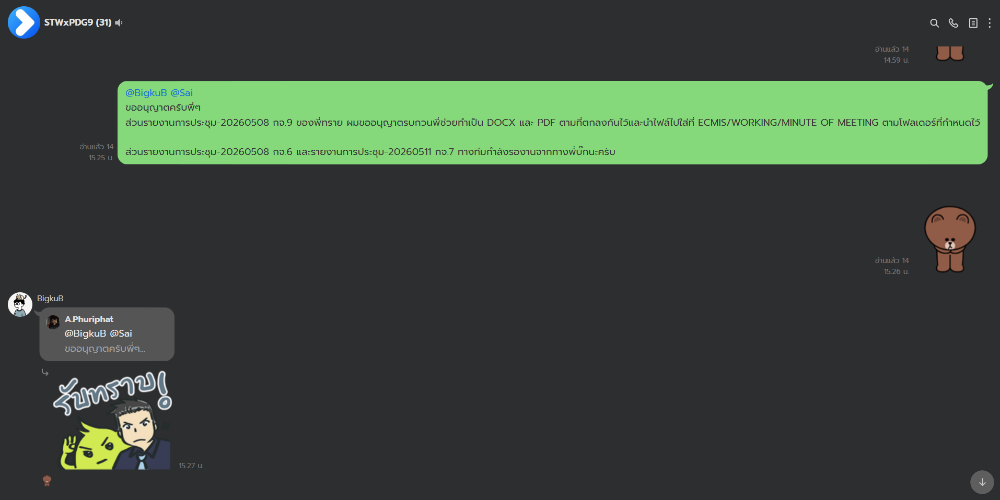 STWxPDG9 (31)
อ่านแล้ว 14
14.59 น.
@BigkuB @Sai
ขออนุญาตครับพี่ๆ
ส่วนรายงานการประชุม-20260508 กจ.9 ของพี่ทราย ผมขออนุญาตรบกวนพี่ช่วยทำเป็น DOCX และ PDF ตามที่ตกลงกันไว้และนำไฟล์ไปใส่ที่ ECMIS/WORKING/MINUTE OF MEETING ตามโฟลเดอร์ที่กำหนดไว้
ส่วนรายงานการประชุม-20260508 กจ.6 และรายงานการประชุม-20260511 กจ.7 ทางทีมกำลังรองานจากทางพี่บิ๊กนะครับ
อ่านแล้ว 14
15.25 น.
อ่านแล้ว 14
15.26 น.
BigkuB
A.Phuriphat
@BigkuB @Sai
ขออนุญาตครับพี่ๆ...
รับทราบ!
15.27 น.